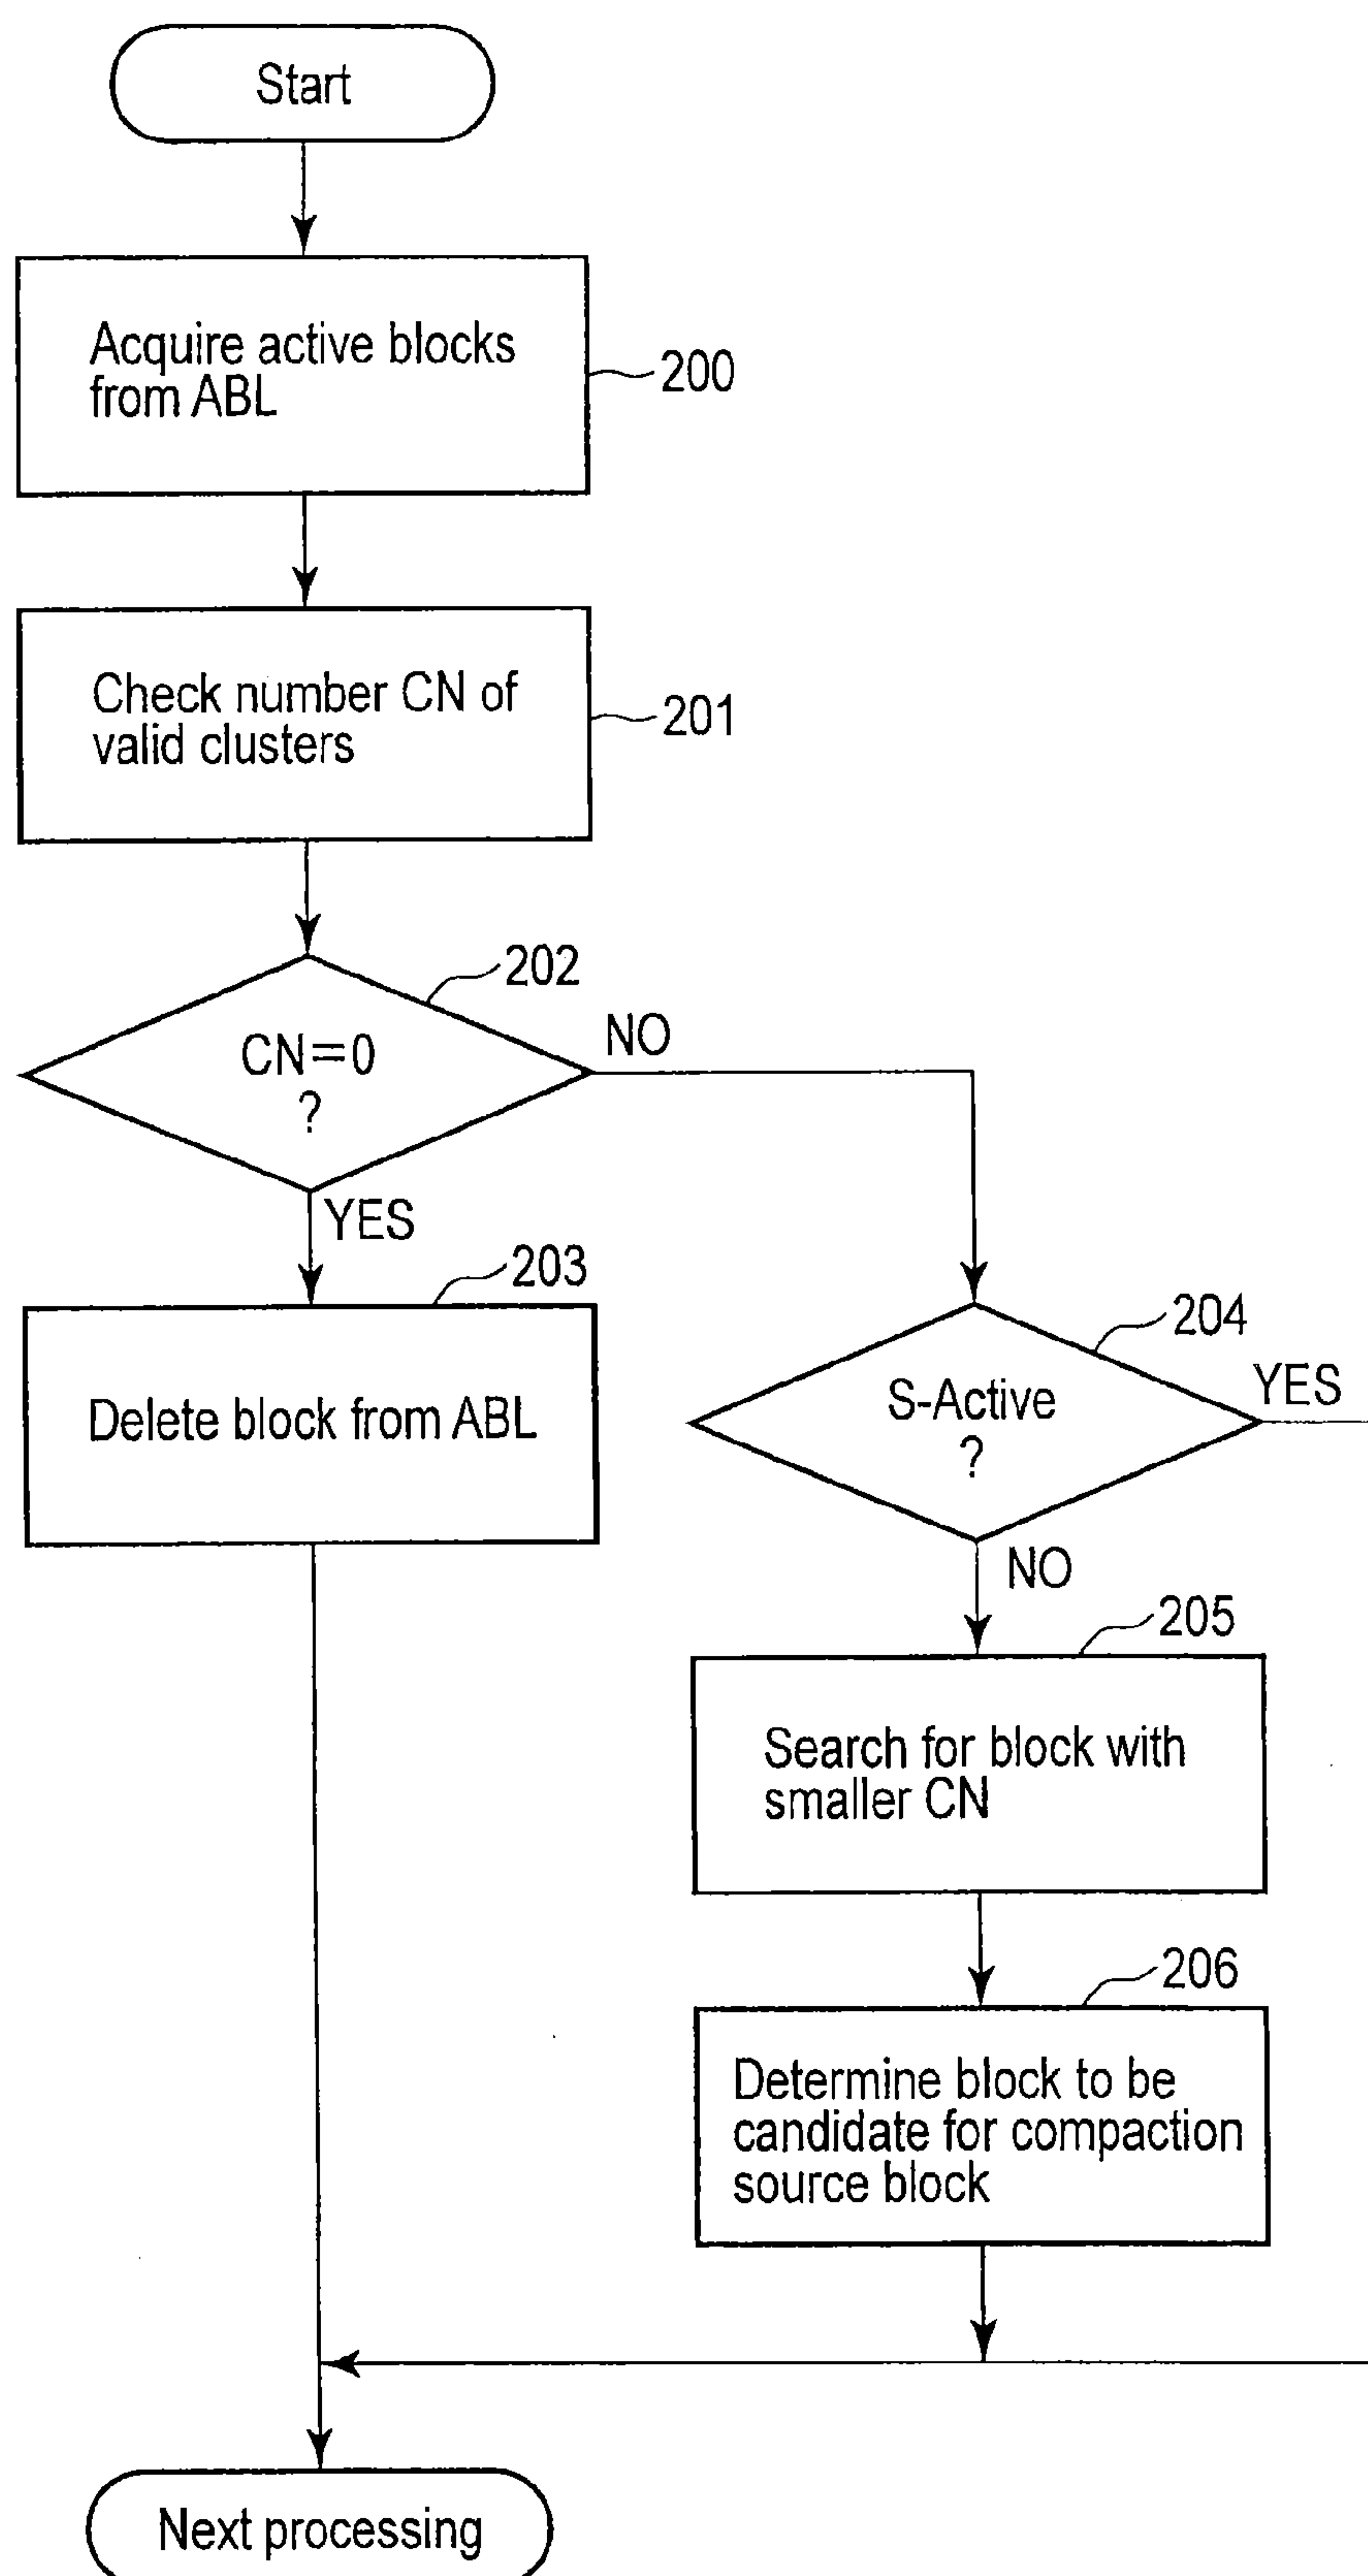 Start
Acquire active blocks
from ABL
200
Check number CN of
valid clusters
201
202
CN=0
?
NO
YES
203
Delete block from ABL
204
S-Active
?
YES
NO
205
Search for block with
smaller CN
206
Determine block to be
candidate for compaction
source block
Next processing